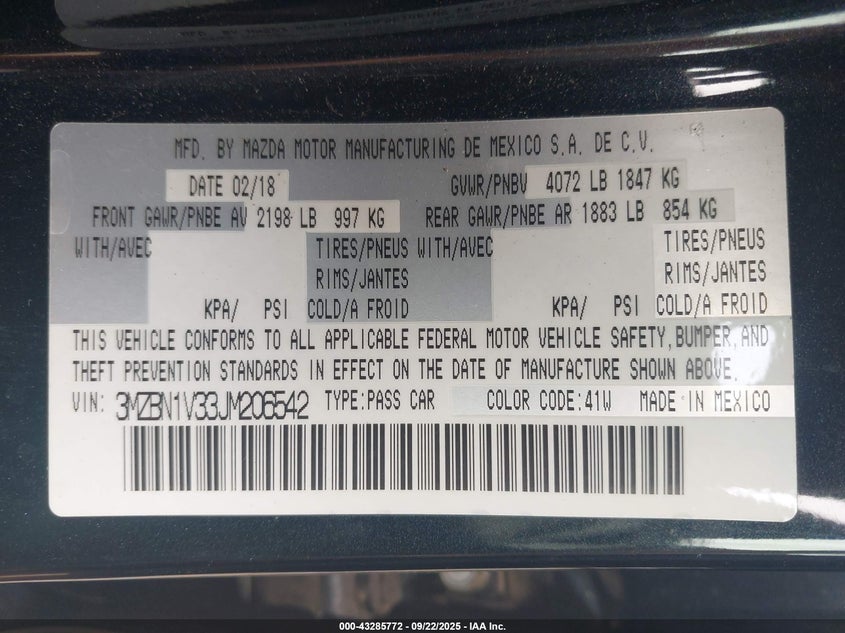 MFD. BY MAZDA MOTOR MANUFACTURING DE MEXICO S.A. DE C.V.
DATE 02/18 GVWR/PNBV 4072 LB 1847 KG
FRONT GAWR/PNBE AV 2198 LB 997 KG REAR GAWR/PNBE AR 1883 LB 854 KG
WITH/AVEC TIRES/PNEUS WITH/AVEC TIRES/PNEUS
RIMS/JANTES RIMS/JANTES
KPA/ PSI COLD/A FROID KPA/ PSI COLD/A FROID
THIS VEHICLE CONFORMS TO ALL APPLICABLE FEDERAL MOTOR VEHICLE SAFETY, BUMPER, AND
THEFT PREVENTION STANDARDS IN EFFECT ON THE DATE OF MANUFACTURE SHOWN ABOVE.
VIN: 3MZBN1V33JM206542 TYPE:PASS CAR COLOR CODE:41W MADE IN MEXICO
000-43285772 - 09/22/2025 - IAA Inc.